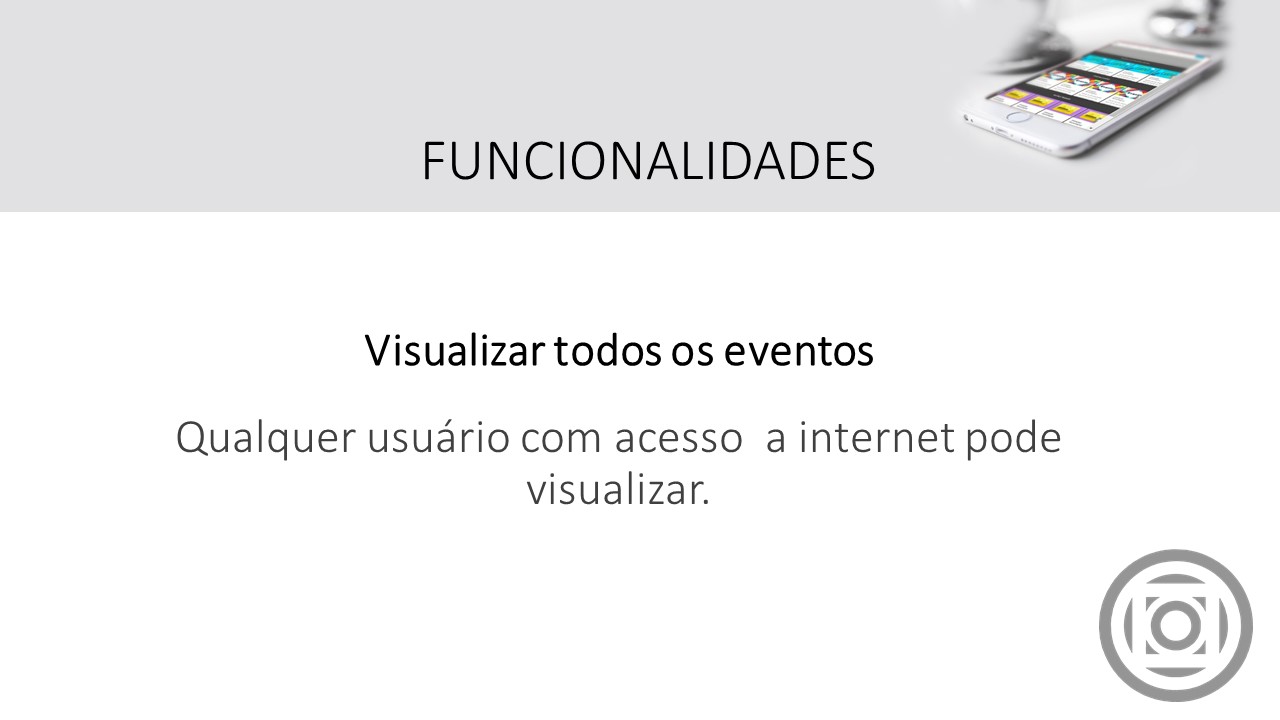 FUNCIONALIDADES
Visualizar todos os eventos
Qualquer usuário com acesso  a internet pode
visualizar.